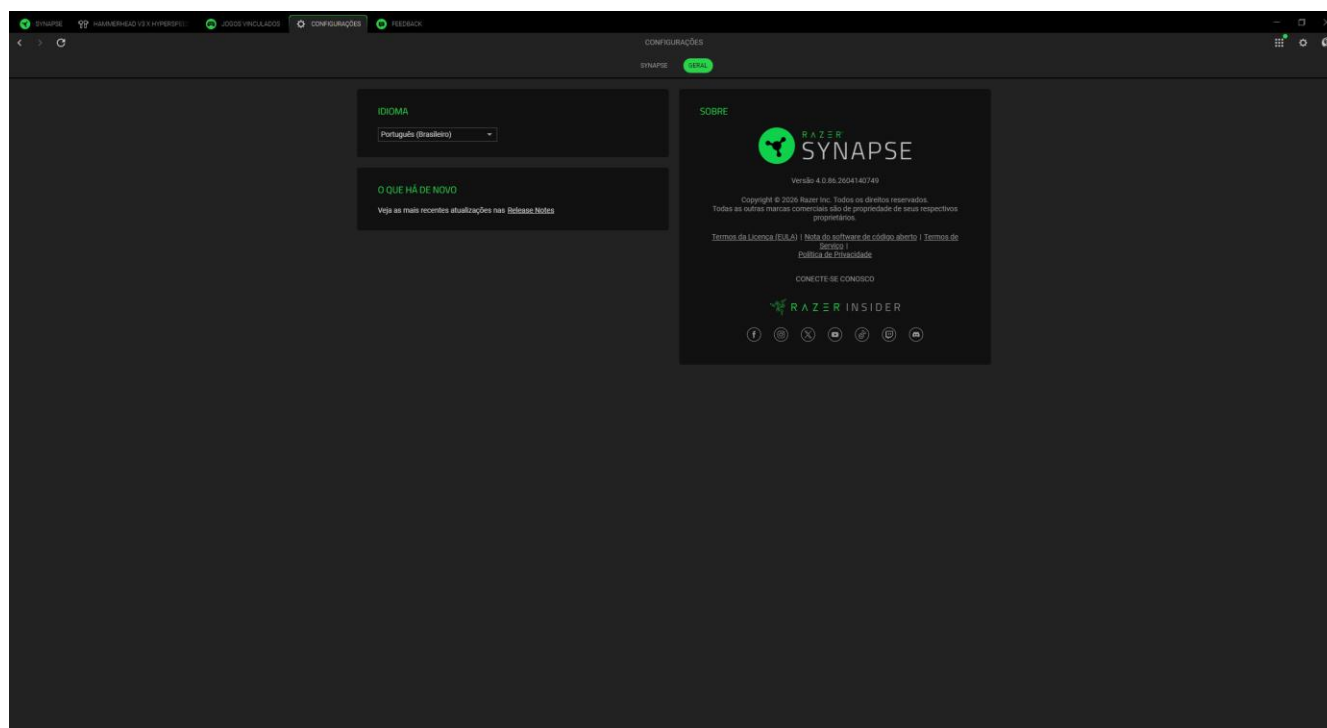 SYNAPSE
HAMMERHEAD V3 X HYPERSPEE
JOGOS VINCULADOS
CONFIGURAÇÕES
FEEDBACK
CONFIGURAÇÕES
SYNAPSE
GERAL
IDIOMA
Português (Brasileiro)
O QUE HÁ DE NOVO
Veja as mais recentes atualizações nas Release Notes
SOBRE
RAZER
SYNAPSE
Versão 4.0.86.2604140749
Copyright © 2026 Razer Inc. Todos os direitos reservados.
Todas as outras marcas comerciais são de propriedade de seus respectivos
proprietários.
Termos da Licença (EULA) | Nota do software de código aberto | Termos de
Serviço |
Política de Privacidade
CONECTE-SE CONOSCO
RAZER INSIDER